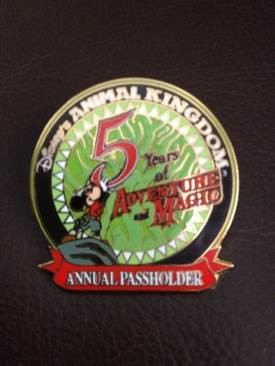 Disney's ANIMAL KINGDOM
5 Years
of
ADVENTURE
and MAGIC
ANNUAL PASSHOLDER